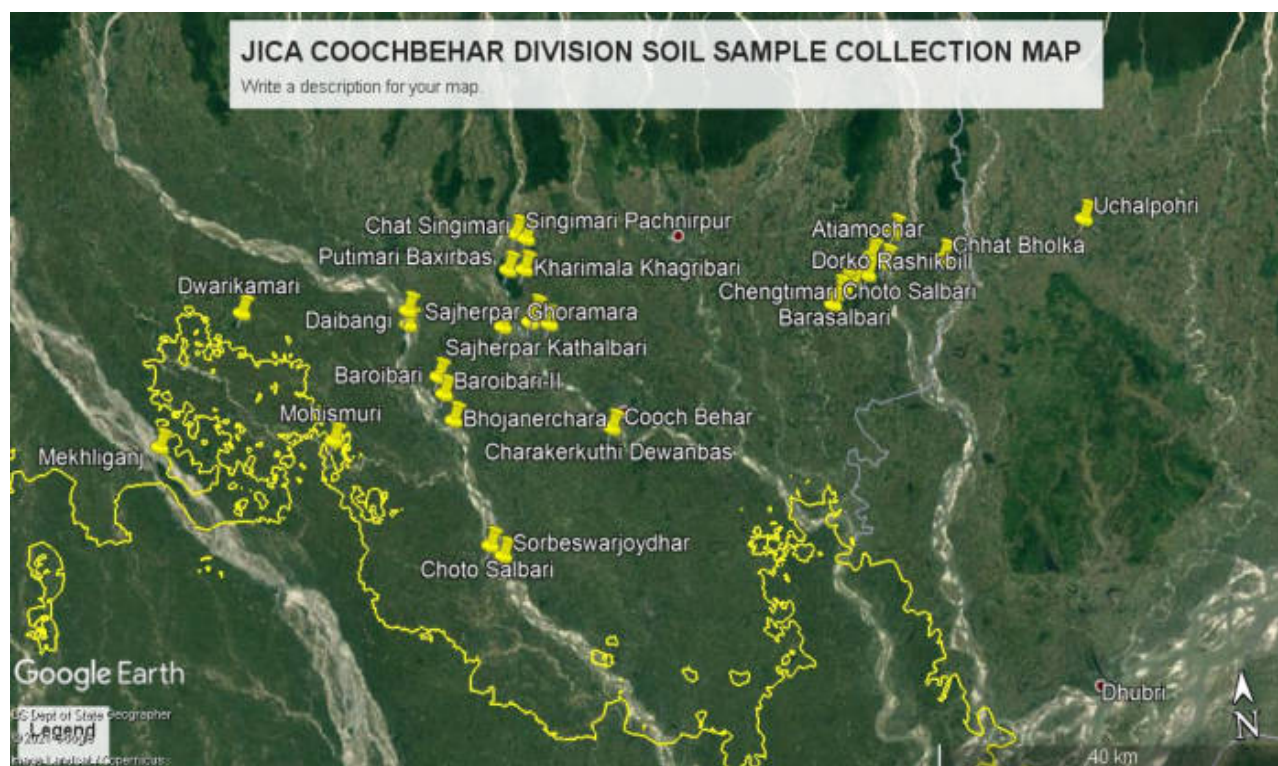 JICA COOCHBEHAR DIVISION SOIL SAMPLE COLLECTION MAP
Write a description for your map.
Uchalpohri
Chat Singimari
Singimari Pachnirpur
Atiamochar
Chhat Bholka
Putimari Baxirbas
Kharimala Khagribari
Dorko Rashikbill
Dwarikamari
Chengtimari
Choto Salbari
Daibangi
Sajherpar Ghoramara
Barasalbari
Sajherpar Kathalbari
Baroibari
Baroibari-II
Mohismuri
Bhojanerchara
Cooch Behar
Mekhliganj
Charakerkuthi Dewanbas
Sorbeswarjoydhar
Choto Salbari
Google Earth
Dhubri
US Dept of State Geographer
Legend
N
40 km